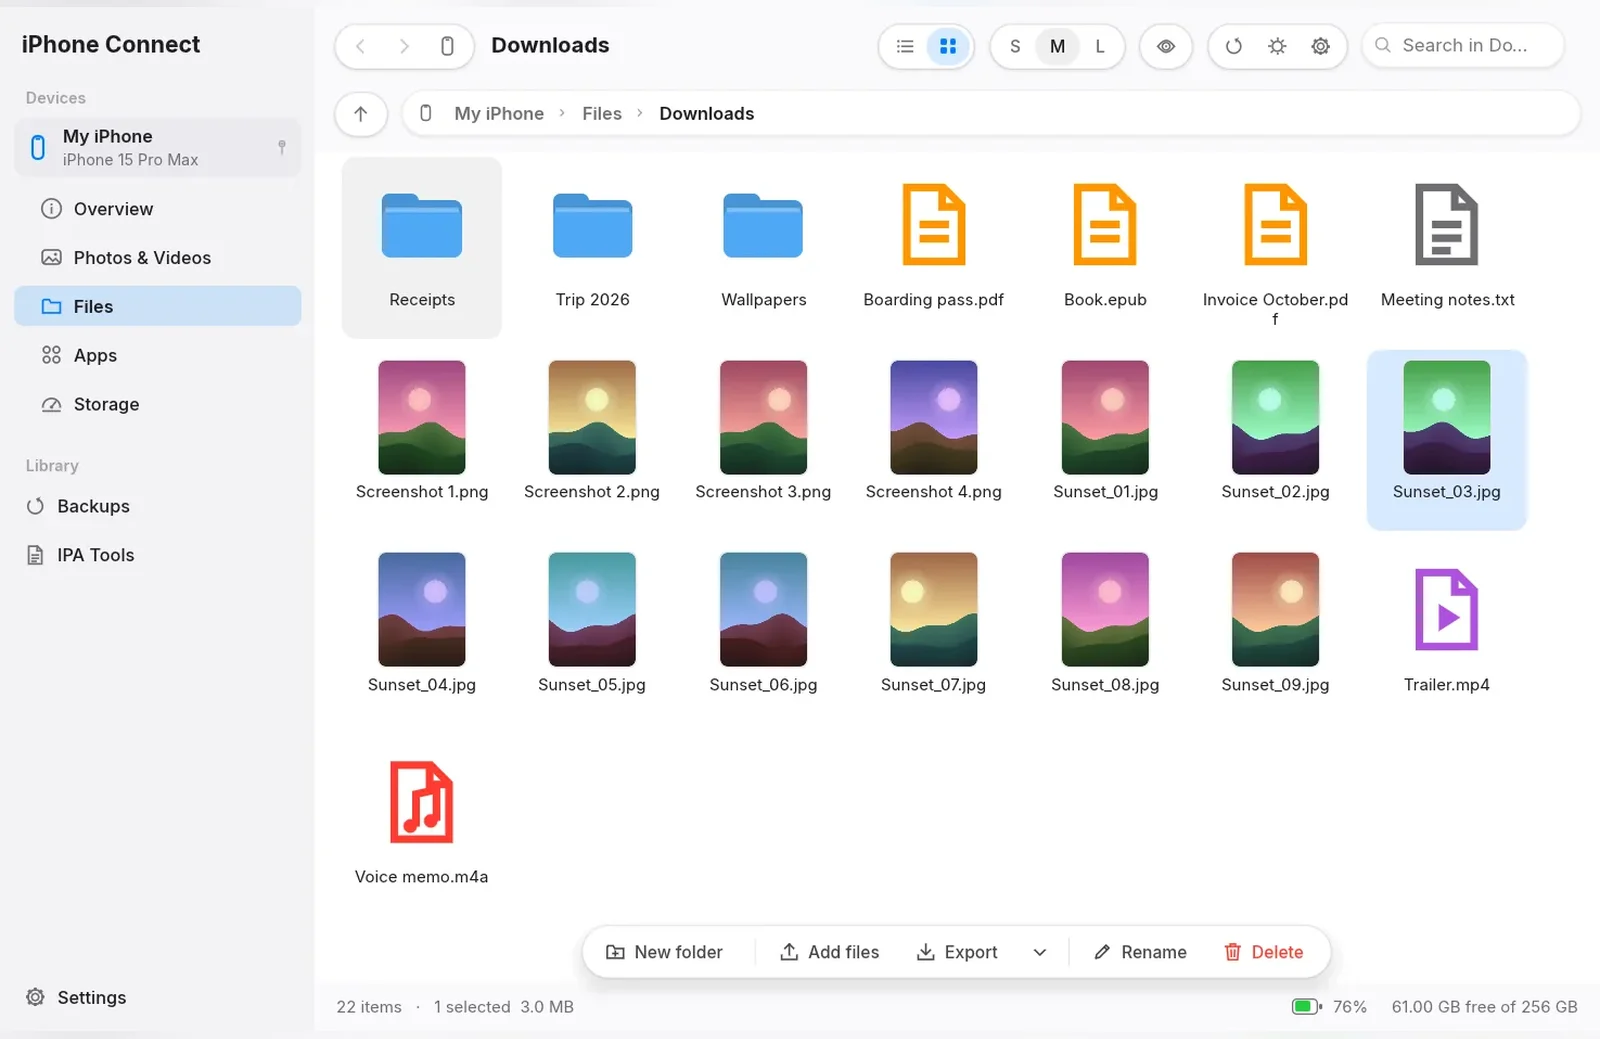 iPhone Connect
Devices
My iPhone
iPhone 15 Pro Max
Overview
Photos & Videos
Files
Apps
Storage
Library
Backups
IPA Tools
Settings
Downloads
S M L
Search in Do...
My iPhone › Files › Downloads
Receipts
Trip 2026
Wallpapers
Boarding pass.pdf
Book.epub
Invoice October.pd
f
Meeting notes.txt
Screenshot 1.png
Screenshot 2.png
Screenshot 3.png
Screenshot 4.png
Sunset_01.jpg
Sunset_02.jpg
Sunset_03.jpg
Sunset_04.jpg
Sunset_05.jpg
Sunset_06.jpg
Sunset_07.jpg
Sunset_08.jpg
Sunset_09.jpg
Trailer.mp4
Voice memo.m4a
New folder
Add files
Export
Rename
Delete
22 items · 1 selected 3.0 MB
76%
61.00 GB free of 256 GB